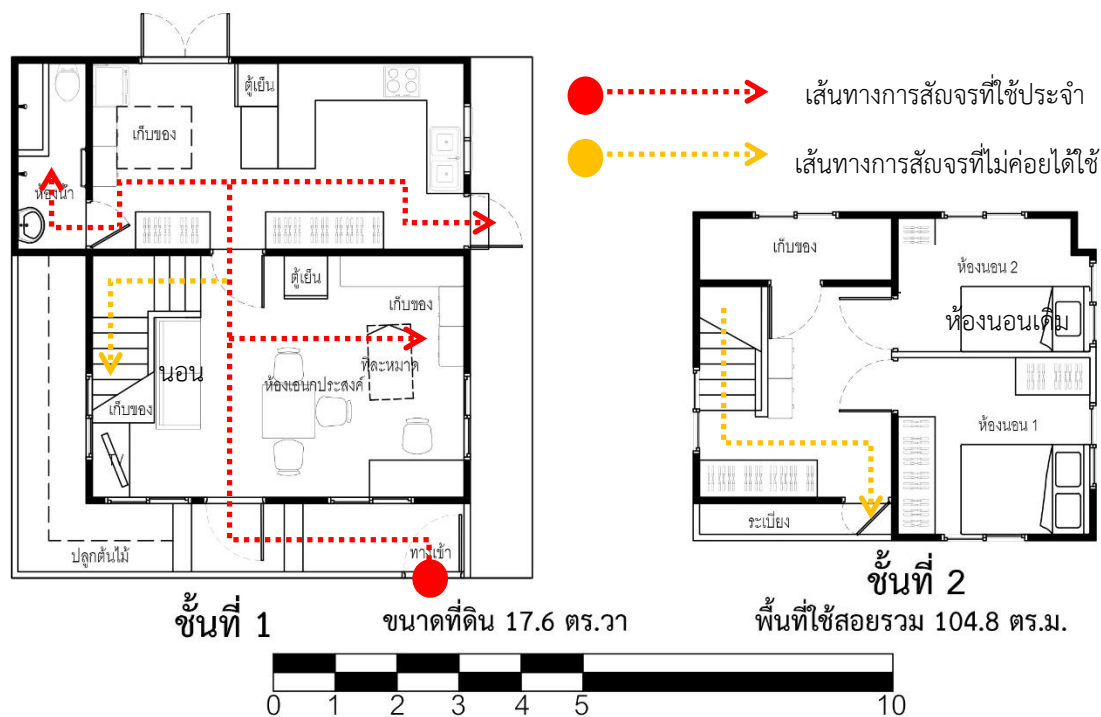 ตู้เย็น
เก็บของ
ห้องน้ำ
เส้นทางการสัญจรที่ใช้ประจำ
เส้นทางการสัญจรที่ไม่ค่อยได้ใช้
ตู้เย็น
เก็บของ
ที่ละหมาด
นอน
ห้องเอนกประสงค์
เก็บของ
TV
ปลูกต้นไม้
ทางเข้า
เก็บของ
ห้องนอน 2
ห้องนอนเดิม
ห้องนอน 1
ระเบียง
ชั้นที่ 1
ขนาดที่ดิน 17.6 ตร.วา
ชั้นที่ 2
พื้นที่ใช้สอยรวม 104.8 ตร.ม.
0 1 2 3 4 5 10